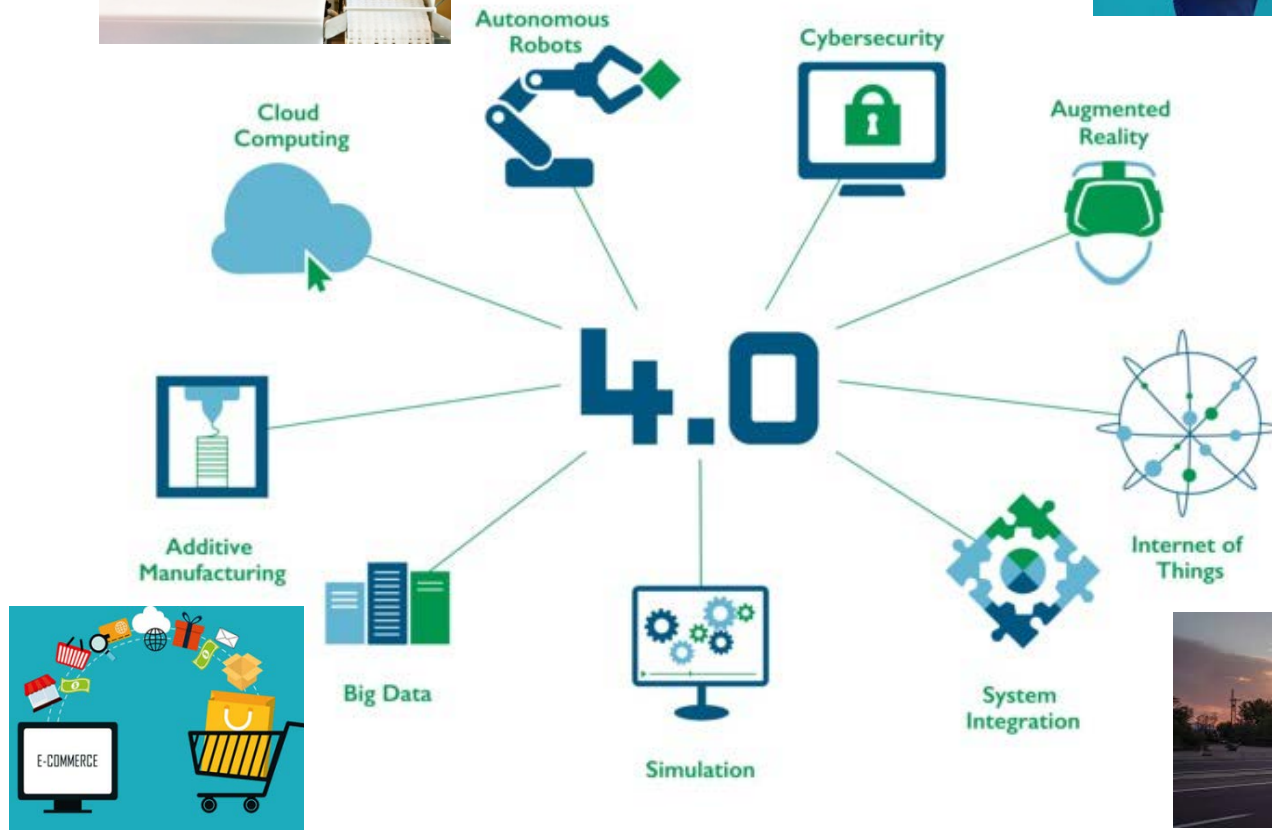 Autonomous
Robots
Cybersecurity
Cloud
Computing
Augmented
Reality
4.0
Additive
Manufacturing
Internet of
Things
Big Data
System
Integration
Simulation
E-COMMERCE